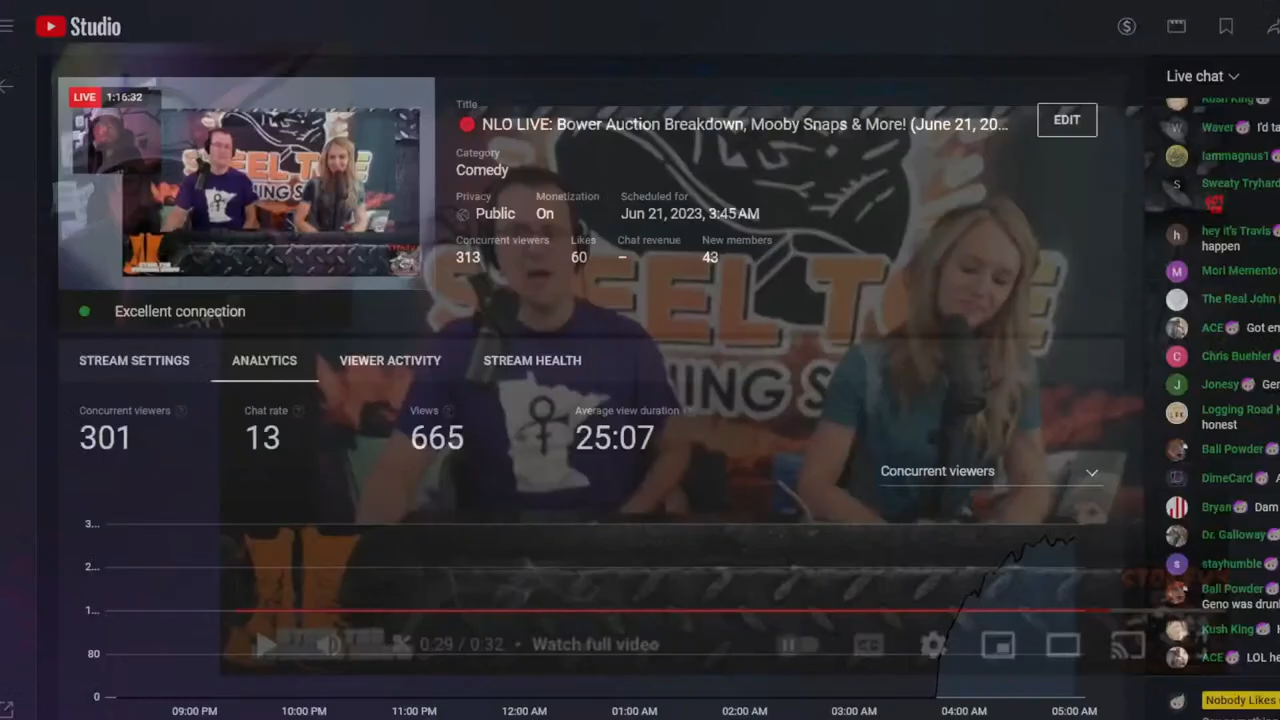 Studio
Live chat
LIVE 1:16:32
Title
NLO LIVE: Bower Auction Breakdown, Mooby Snaps & More! (June 21, 20...
EDIT
Category
Comedy
Privacy Monetization Scheduled for
Public On Jun 21, 2023, 3:45 AM
Concurrent viewers Likes Chat revenue New members
313 60 – 43
Excellent connection
STREAM SETTINGS ANALYTICS VIEWER ACTIVITY STREAM HEALTH
Concurrent viewers Chat rate Views Average view duration
301 13 665 25:07
Concurrent viewers
3...
2...
1...
80
0
09:00 PM 10:00 PM 11:00 PM 12:00 AM 01:00 AM 02:00 AM 03:00 AM 04:00 AM 05:00 AM
STEEL TOE
NING S
0:29 / 0:32 • Watch full video
Kush King
W Waver I'd ta
Iammagnus1
S Sweaty Tryhard
h hey it's Travis
happen
M Mori Memento
The Real John
ACE Got em
C Chris Buehler
J Jonesy Gen
Logging Road
honest
Ball Powder
DimeCard
Bryan Dam
Dr. Galloway
s stayhumble
Ball Powder
Geno was drun
Kush King
ACE LOL he
Nobody Likes